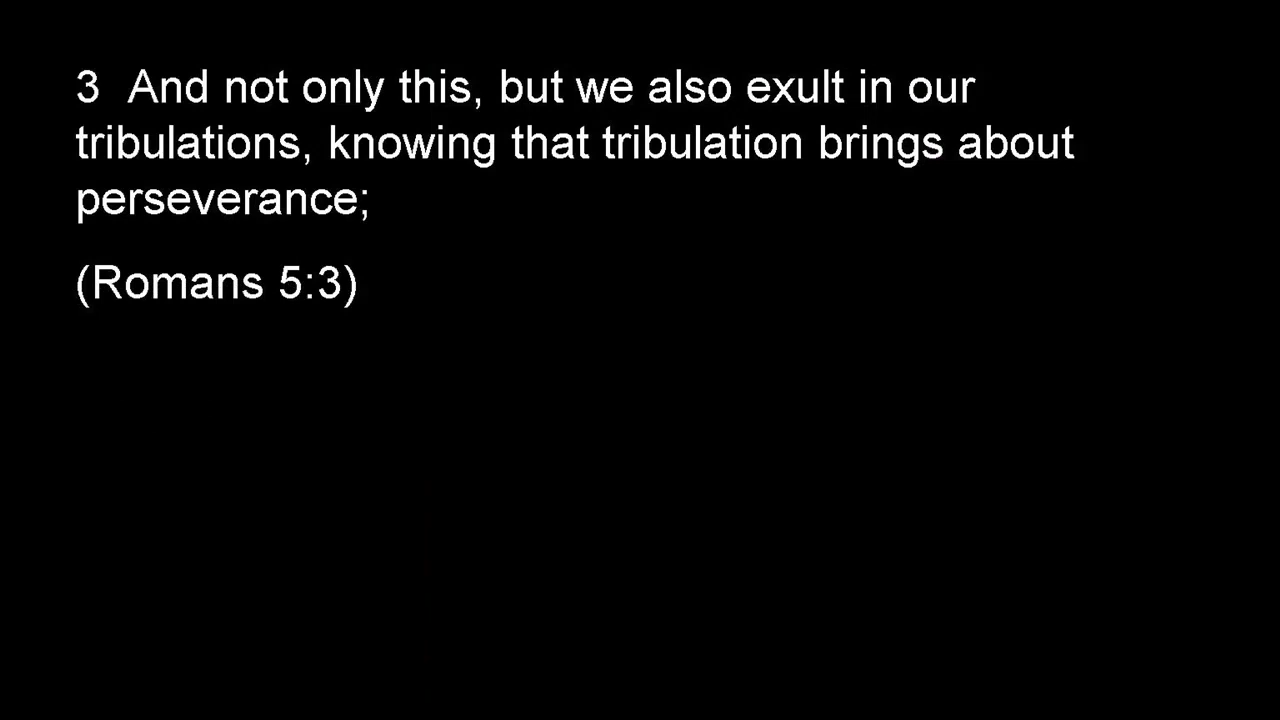 3 And not only this, but we also exult in our
tribulations, knowing that tribulation brings about
perseverance;
(Romans 5:3)